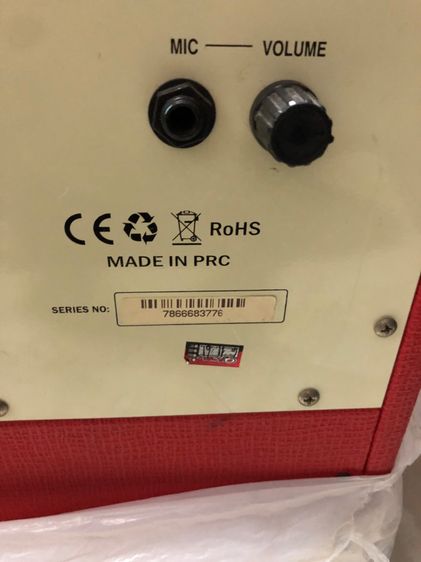 MIC VOLUME
CE RoHS
MADE IN PRC
SERIES NO: 7866683776